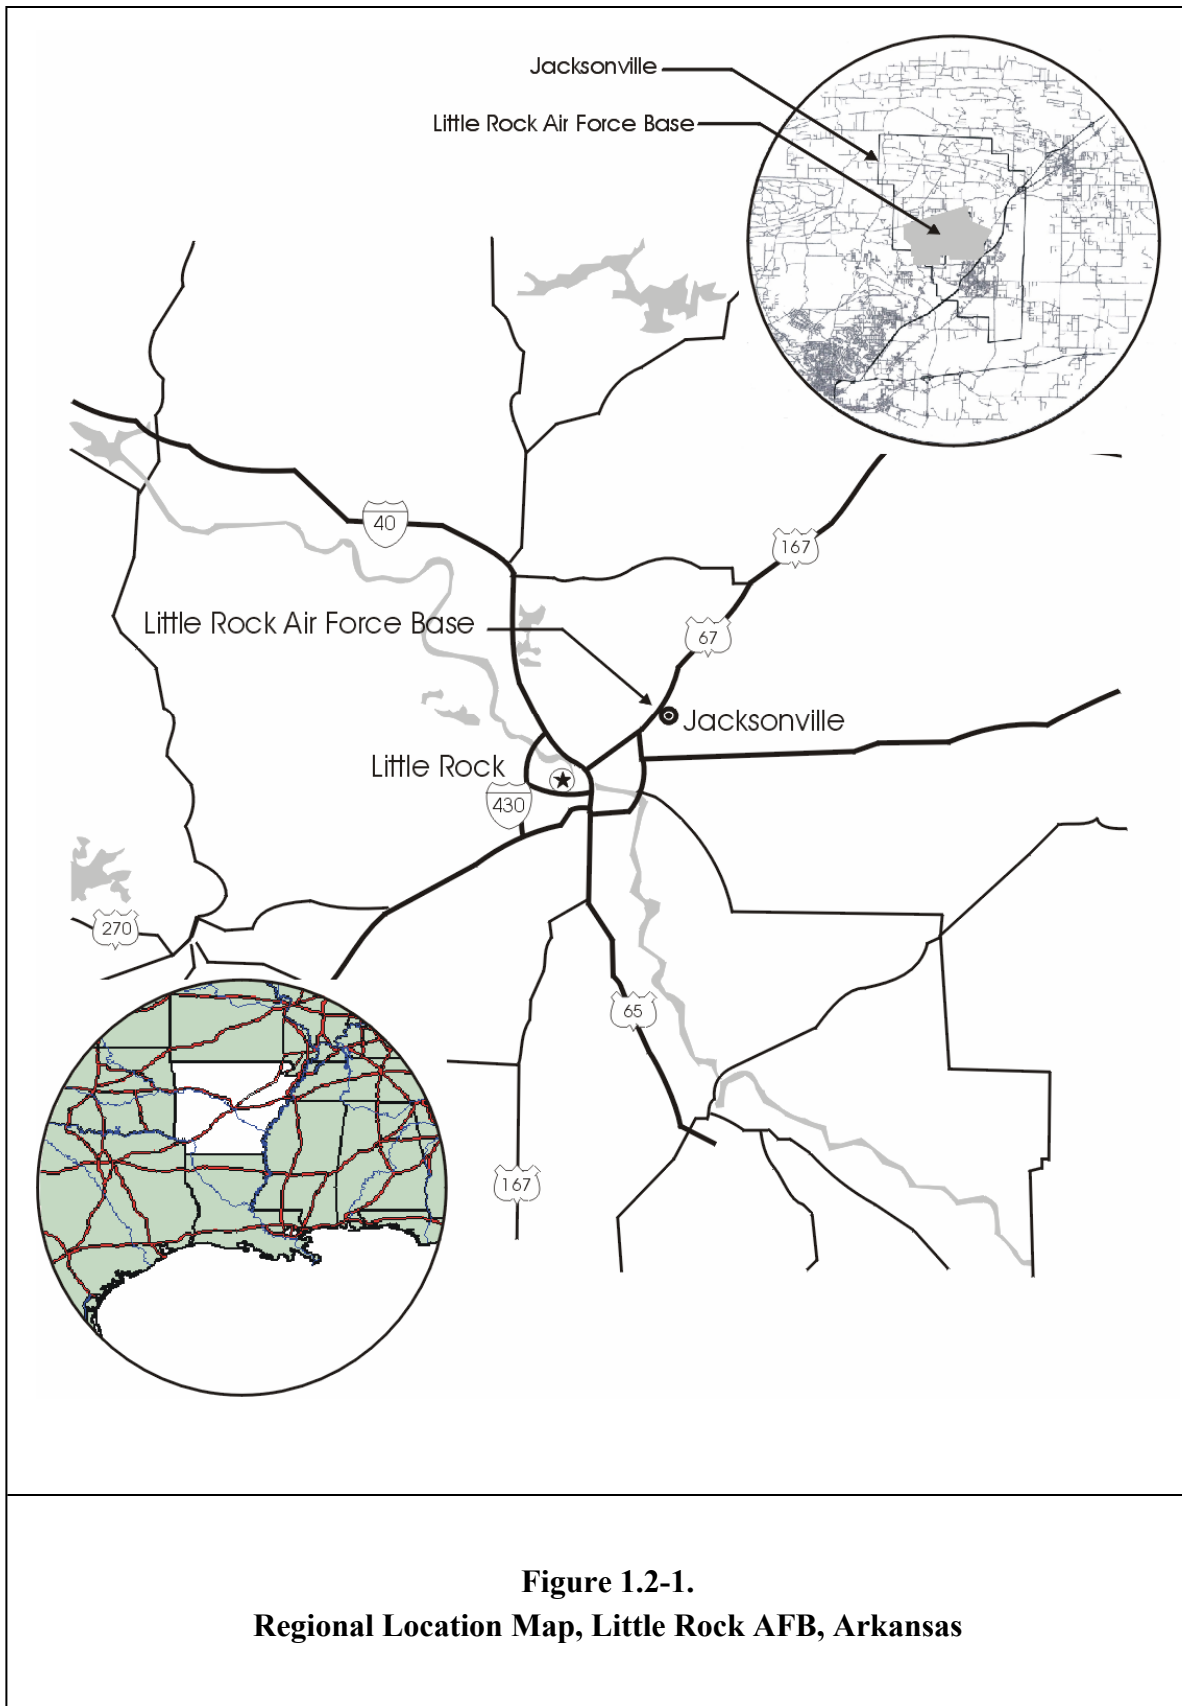 Jacksonville
Little Rock Air Force Base
40
167
Little Rock Air Force Base
67
Jacksonville
Little Rock
430
270
65
167
Figure 1.2-1.
Regional Location Map, Little Rock AFB, Arkansas